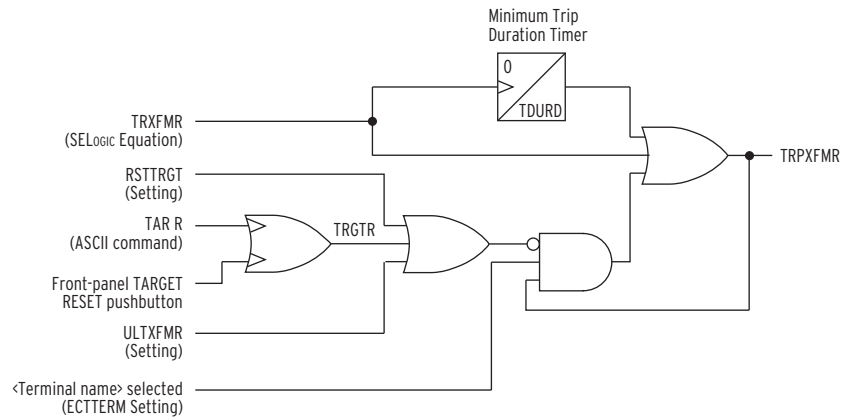 Minimum Trip
Duration Timer
0
TDURD
TRXFMR
(SELOGIC Equation)
TRPXFMR
RSTTRGT
(Setting)
TAR R
(ASCII command)
TRGTR
Front-panel TARGET
RESET pushbutton
ULTXFMR
(Setting)
<Terminal name> selected
(ECTTERM Setting)